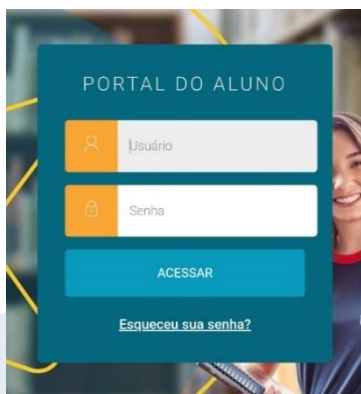 PORTAL DO ALUNO
Usuário
Senha
ACESSAR
Esqueceu sua senha?